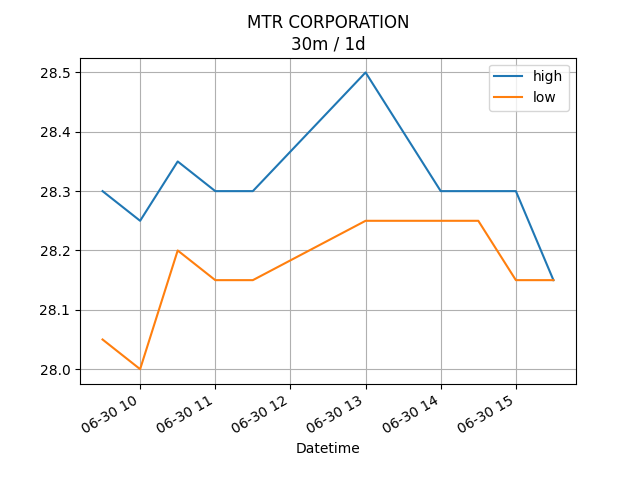 MTR CORPORATION
30m / 1d
high
low
28.5
28.4
28.3
28.2
28.1
28.0
06-30 10
06-30 11
06-30 12
06-30 13
06-30 14
06-30 15
Datetime